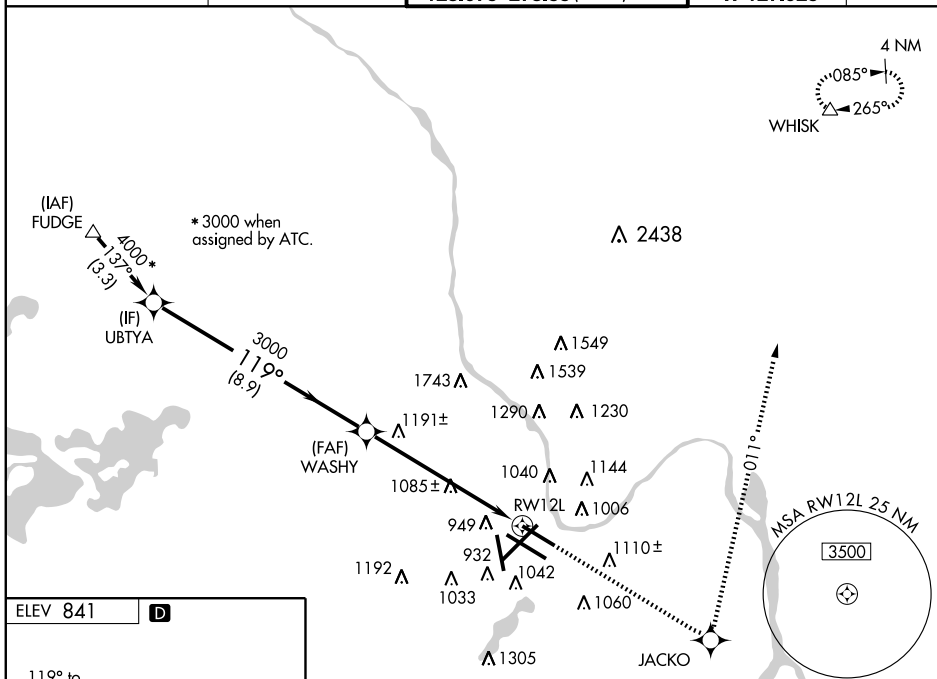 4 NM
085°
265°
WHISK
(IAF)
FUDGE
* 3000 when
assigned by ATC.
4000*
137°
(3.3)
2438
(IF)
UBTYA
3000
119°
(8.9)
1549
1539
1743
1290
1230
1191±
(FAF)
WASHY
011°
1040
1144
1085±
RW12L
1006
949
MSA RW12L 25 NM
3500
1110±
932
1192
1033
1042
1060
ELEV 841 D
JACKO
1305
119° to